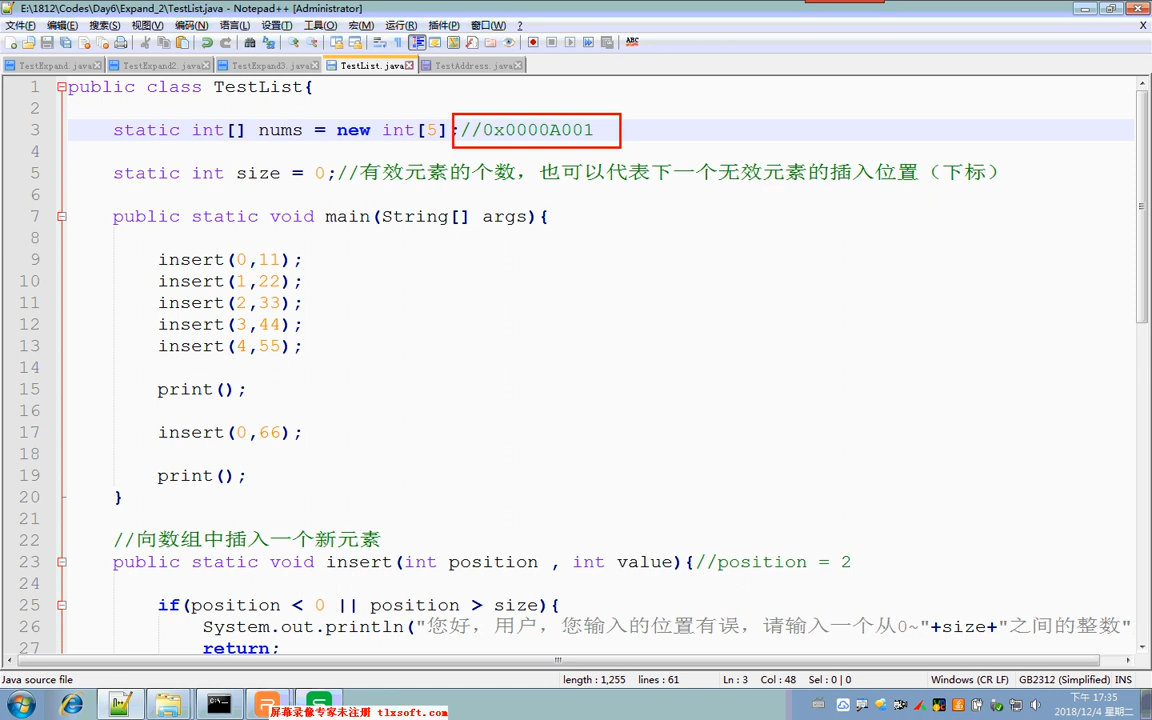 E:\1812\Codes\Day6\Expand_2\TestList.java - Notepad++ [Administrator]
文件(F) 编辑(E) 搜索(S) 视图(V) 编码(N) 语言(L) 设置(T) 工具(O) 宏(M) 运行(R) 插件(P) 窗口(W) ? X
TestExpand.java TestExpand2.java TestExpand3.java TestList.java TestAddress.java
1 public class TestList{
2
3 static int[] nums = new int[5];//0x0000A001
4
5 static int size = 0;//有效元素的个数，也可以代表下一个无效元素的插入位置（下标）
6
7 public static void main(String[] args){
8
9 insert(0,11);
10 insert(1,22);
11 insert(2,33);
12 insert(3,44);
13 insert(4,55);
14
15 print();
16
17 insert(0,66);
18
19 print();
20 }
21
22 //向数组中插入一个新元素
23 public static void insert(int position , int value){//position = 2
24
25 if(position < 0 || position > size){
26 System.out.println("您好，用户，您输入的位置有误，请输入一个从0~"+size+"之间的整数"
27 return;
Java source file length : 1,255 lines : 61 Ln : 3 Col : 48 Sel : 0 | 0 Windows (CR LF) GB2312 (Simplified) INS
下午 17:35
屏幕录像专家未注册 tlxsoft.com 2018/12/4 星期二